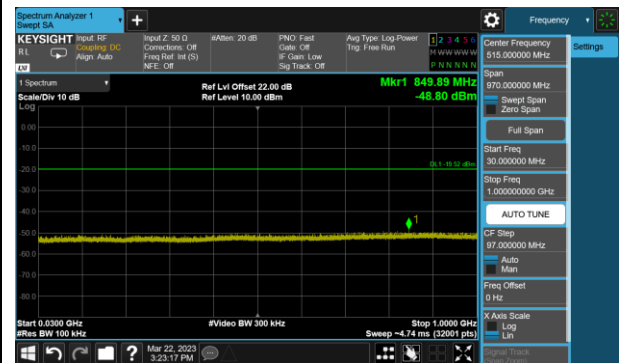 Spectrum Analyzer 1
Swept SA
Frequency
KEYSIGHT
RL
Input: RF
Coupling: DC
Align: Auto
Input Z: 50 Ω
Corrections: Off
Freq Ref: Int (S)
NFE: Off
#Atten: 20 dB
PNO: Fast
Gate: Off
IF Gain: Low
Sig Track: Off
Avg Type: Log-Power
Trig: Free Run
1 2 3 4 5 6
M W W W W W
P N N N N N
Center Frequency
515.000000 MHz
Settings
Span
970.000000 MHz
Swept Span
Zero Span
Full Span
Start Freq
30.000000 MHz
Stop Freq
1.000000000 GHz
AUTO TUNE
CF Step
97.000000 MHz
Auto
Man
Freq Offset
0 Hz
X Axis Scale
Log
Lin
Signal Track
(Span Zoom)
1 Spectrum
Scale/Div 10 dB
Log
Ref Lvl Offset 22.00 dB
Ref Level 10.00 dBm
Mkr1 849.89 MHz
-48.80 dBm
0.00
-10.0
-20.0
DL1 -19.52 dBm
-30.0
-40.0
1
-50.0
-60.0
-70.0
-80.0
Start 0.0300 GHz
#Res BW 100 kHz
#Video BW 300 kHz
Stop 1.0000 GHz
Sweep ~4.74 ms (32001 pts)
?
Mar 22, 2023
3:23:17 PM